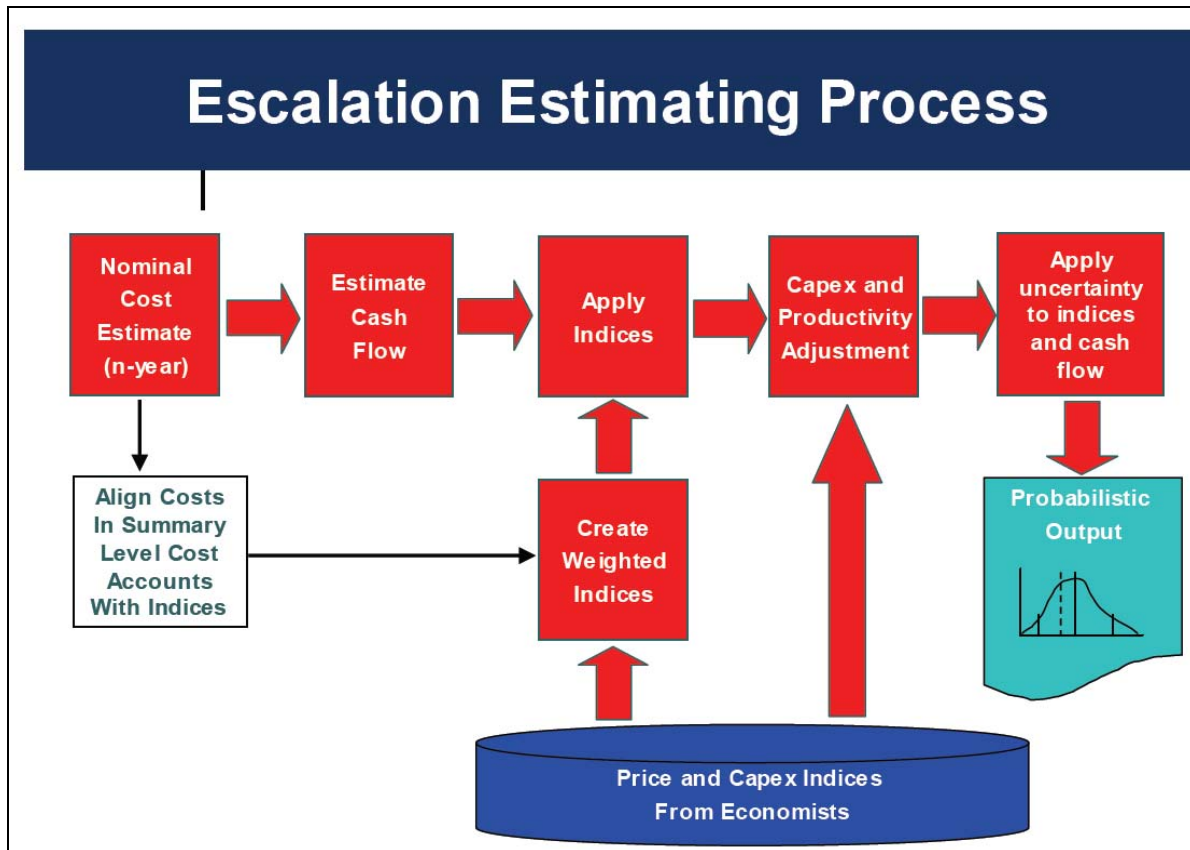 Escalation Estimating Process
Nominal
Cost
Estimate
(n-year)
Estimate
Cash
Flow
Apply
Indices
Capex and
Productivity
Adjustment
Apply
uncertainty
to indices
and cash
flow
Align Costs
In Summary
Level Cost
Accounts
With Indices
Create
Weighted
Indices
Probabilistic
Output
Price and Capex Indices
From Economists